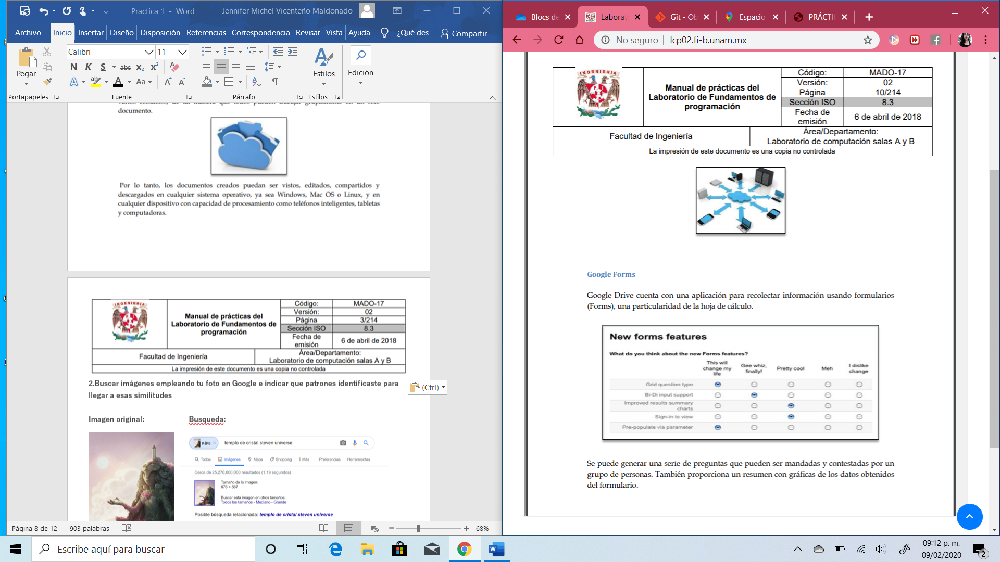 Practica 1 - Word
Jennifer Michel Vicenteño Maldonado
Archivo Inicio Insertar Diseño Disposición Referencias Correspondencia Revisar Vista Ayuda ¿Qué des Compartir
Calibri 11
Pegar
N K S abc x₂ x²
A ab A Aa A A
Estilos
Edición
Portapapeles Fuente Párrafo Estilos
varios contactos, de tal manera que todos pueden trabajar grupalmente en un solo
documento.
Por lo tanto, los documentos creados puedan ser vistos, editados, compartidos y
descargados en cualquier sistema operativo, ya sea Windows, Mac OS o Linux, y en
cualquier dispositivo con capacidad de procesamiento como teléfonos inteligentes, tabletas
y computadoras.
INGENIERIA
Manual de prácticas del
Laboratorio de Fundamentos de
programación
Código: MADO-17
Versión: 02
Página 3/214
Sección ISO 8.3
Fecha de
emisión
6 de abril de 2018
Facultad de Ingeniería
Área/Departamento:
Laboratorio de computación salas A y B
La impresión de este documento es una copia no controlada
2.Buscar imágenes empleando tu foto en Google e indicar que patrones identificaste para
llegar a esas similitudes
(Ctrl)
Imagen original: Busqueda:
p.jpg × templo de cristal steven universe
Todos Imágenes Maps Shopping Más Preferencias Herramientas
Cerca de 25,270,000,000 resultados (1.19 segundos)
Tamaño de la imagen:
676 × 867
Buscar esta imagen en otros tamaños:
Todos los tamaños - Mediano - Grande
Posible búsqueda relacionada: templo de cristal steven universe
Página 8 de 12 903 palabras 68%
Blocs de Laborat Git - Ob Espacio PRÁCTIC
No seguro | lcp02.fi-b.unam.mx
INGENIERIA
Manual de prácticas del
Laboratorio de Fundamentos de
programación
Código: MADO-17
Versión: 02
Página 10/214
Sección ISO 8.3
Fecha de
emisión
6 de abril de 2018
Facultad de Ingeniería
Área/Departamento:
Laboratorio de computación salas A y B
La impresión de este documento es una copia no controlada
Google Forms
Google Drive cuenta con una aplicación para recolectar información usando formularios
(Forms), una particularidad de la hoja de cálculo.
New forms features
What do you think about the new Forms features?
This will
change my
life
Gee whiz,
finally!
Pretty cool
Meh
I dislike
change
Grid question type
Bi-Di input support
Improved results summary
charts
Sign-in to view
Pre-populate via parameter
Se puede generar una serie de preguntas que pueden ser mandadas y contestadas por un
grupo de personas. También proporciona un resumen con gráficas de los datos obtenidos
del formulario.
Escribe aquí para buscar
09:12 p. m.
09/02/2020
2